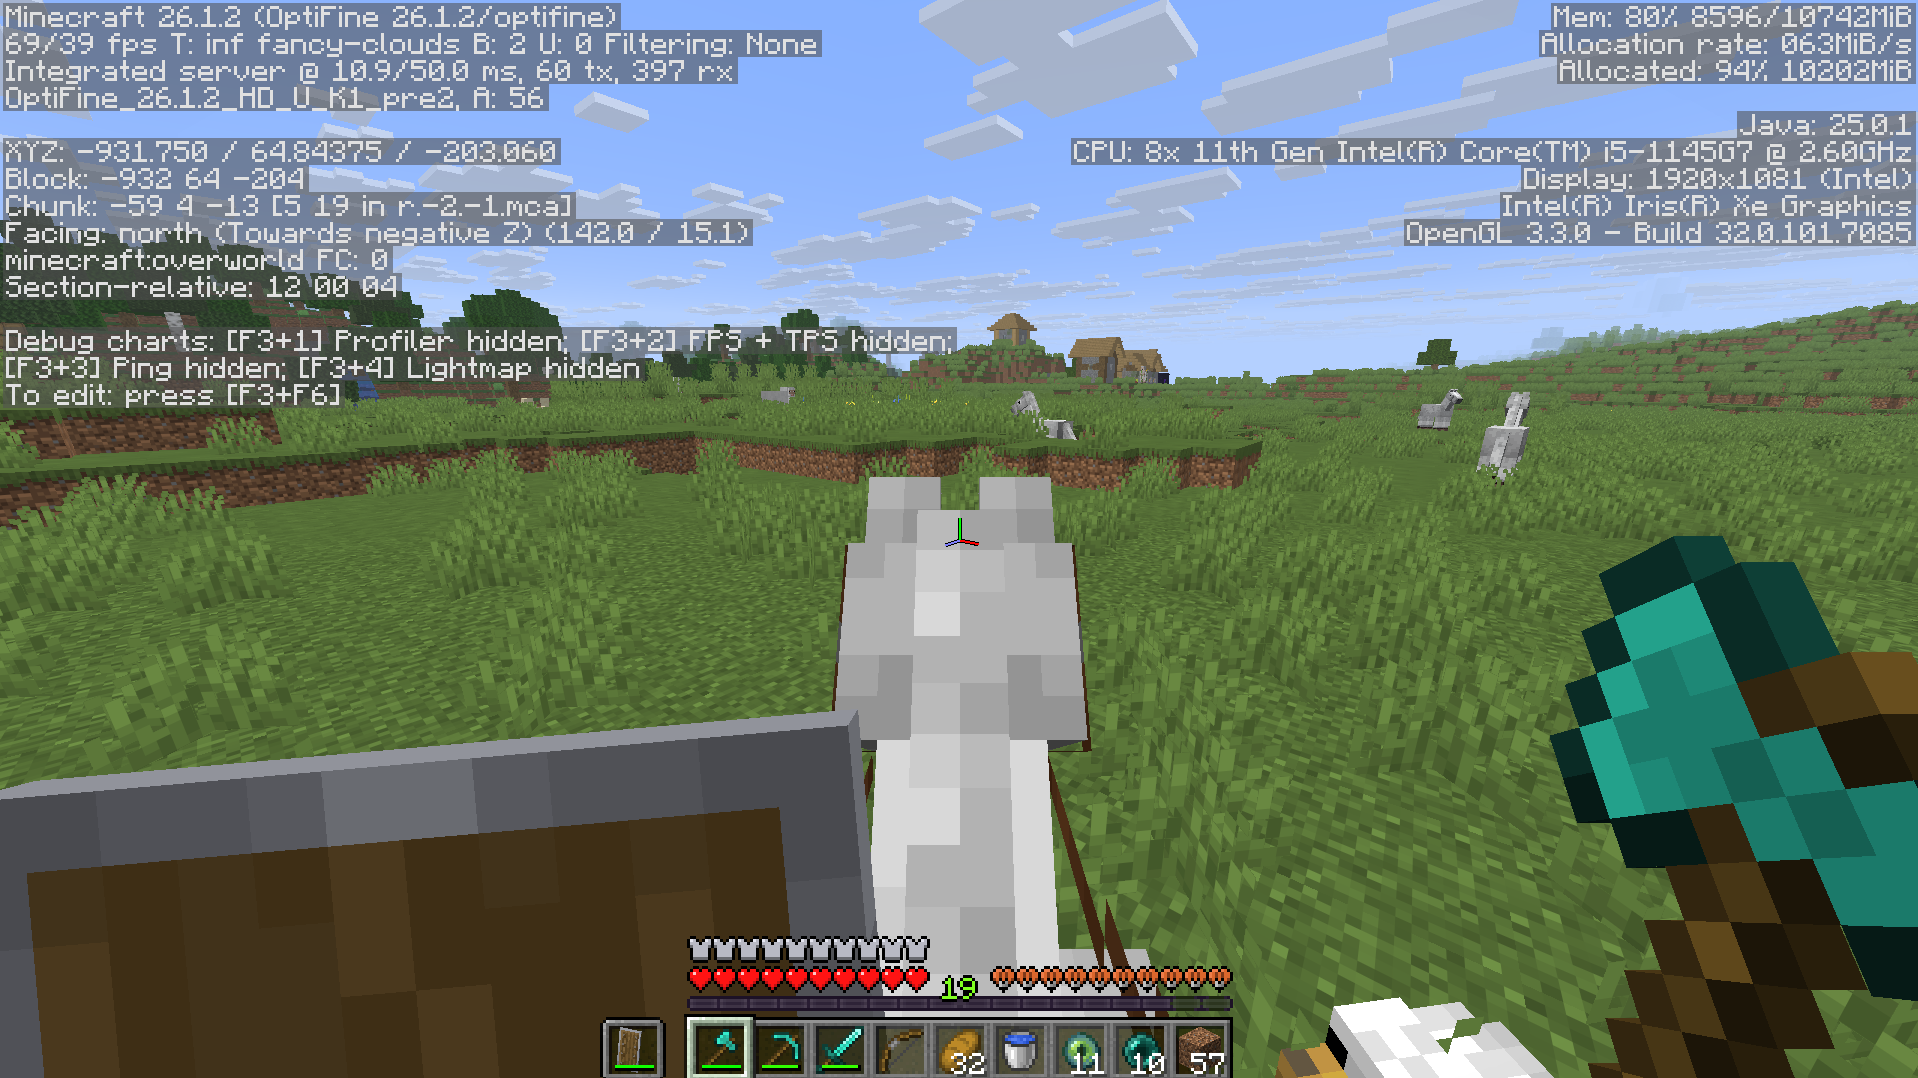 Minecraft 26.1.2 (OptiFine 26.1.2/optifine)
69/39 fps T: inf fancy-clouds B: 2 U: 0 Filtering: None
Integrated server @ 10.9/50.0 ms, 60 tx, 397 rx
OptiFine_26.1.2_HD_U_K1_pre2, A: 56
XYZ: -931.750 / 64.84375 / -203.060
Block: -932 64 -204
Chunk: -59 4 -13 [5 19 in r.-2.-1.mca]
Facing: north (Towards negative Z) (142.0 / 15.1)
minecraft:overworld FC: 0
Section-relative: 12 00 04
Debug charts: [F3+1] Profiler hidden; [F3+2] FPS + TPS hidden;
[F3+3] Ping hidden; [F3+4] Lightmap hidden
To edit: press [F3+F6]
Mem: 80% 8596/10742MiB
Allocation rate: 063MiB/s
Allocated: 94% 10202MiB
Java: 25.0.1
CPU: 8x 11th Gen Intel(R) Core(TM) i5-1145G7 @ 2.60GHz
Display: 1920x1081 (Intel)
Intel(R) Iris(R) Xe Graphics
OpenGL 3.3.0 - Build 32.0.101.7085
19
32
11
10
57